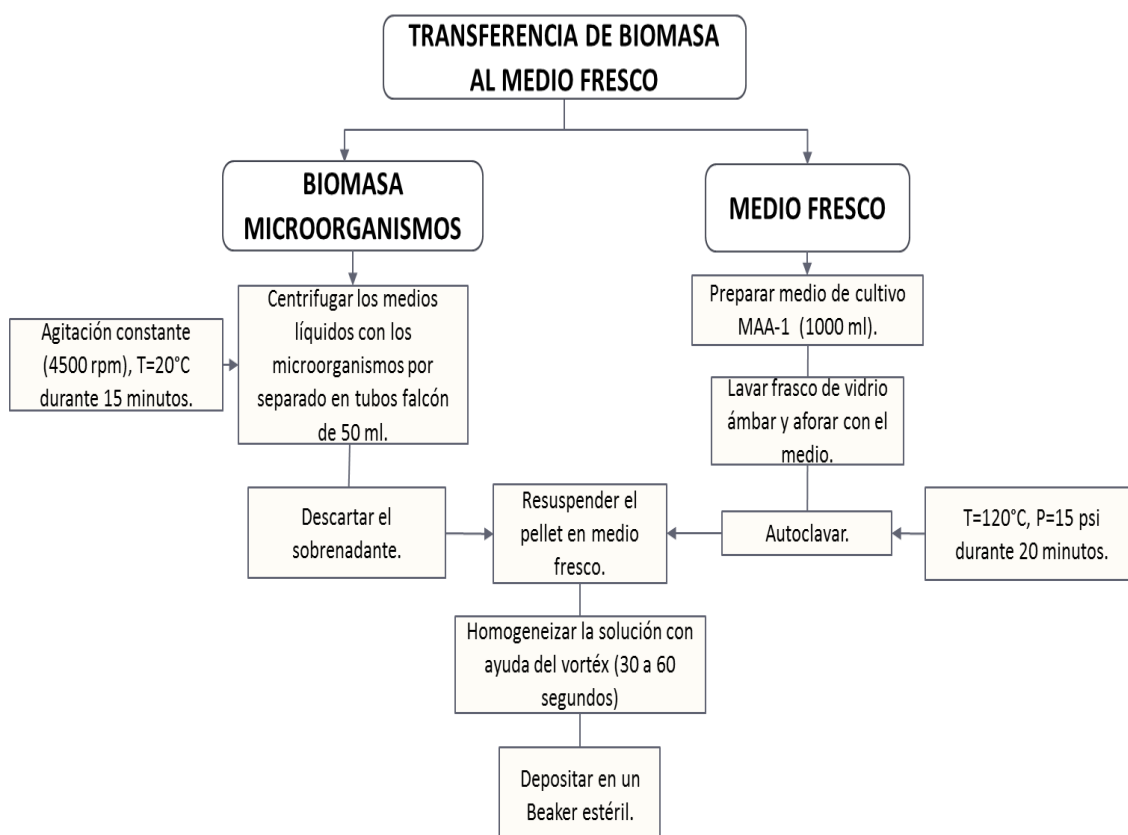 TRANSFERENCIA DE BIOMASA
AL MEDIO FRESCO
BIOMASA
MICROORGANISMOS
MEDIO FRESCO
Agitación constante
(4500 rpm), T=20°C
durante 15 minutos.
Centrifugar los medios
líquidos con los
microorganismos por
separado en tubos falcón
de 50 ml.
Preparar medio de cultivo
MAA-1 (1000 ml).
Lavar frasco de vidrio
ámbar y aforar con el
medio.
Descartar el
sobrenadante.
Resuspender el
pellet en medio
fresco.
Autoclavar.
T=120°C, P=15 psi
durante 20 minutos.
Homogeneizar la solución con
ayuda del vortéx (30 a 60
segundos)
Depositar en un
Beaker estéril.